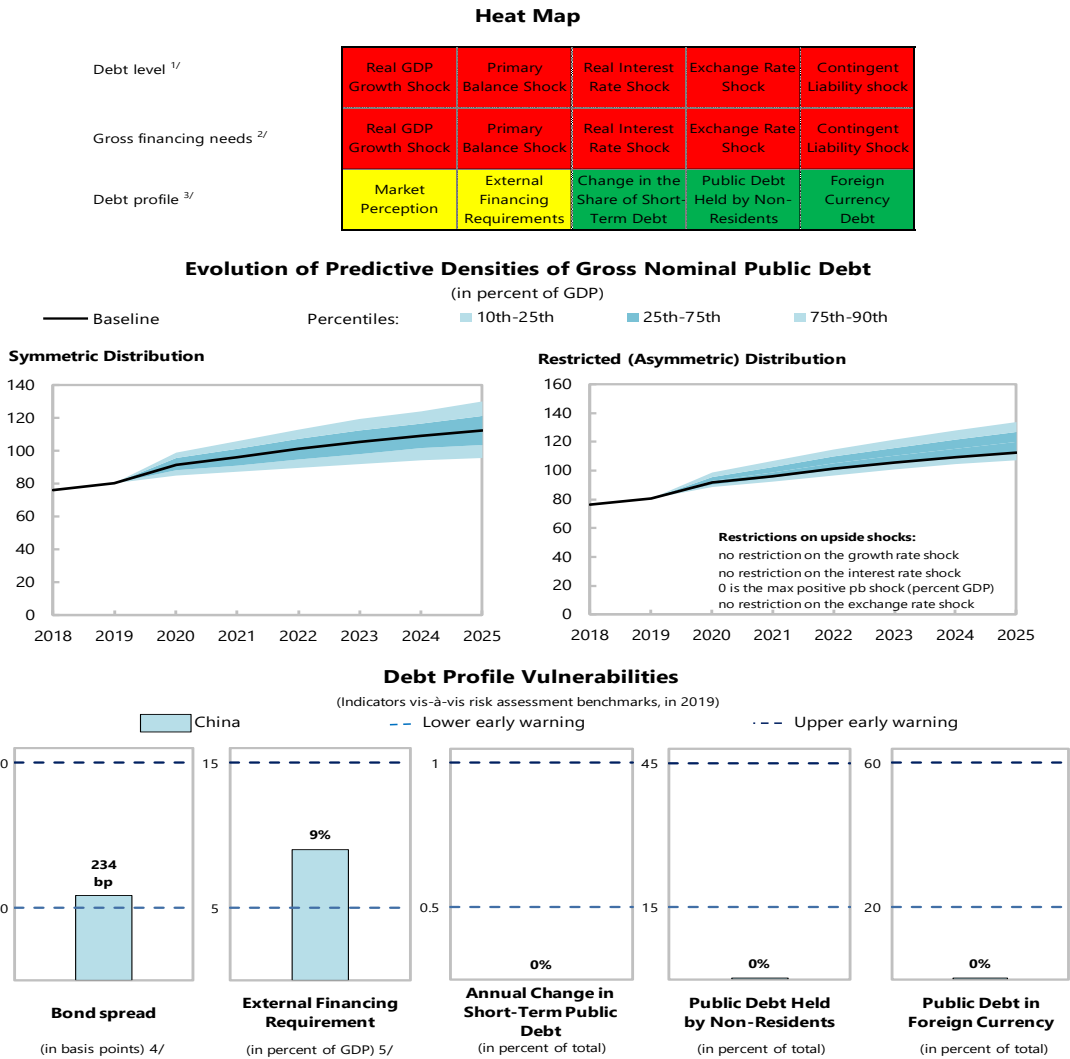 Heat Map
Debt level 1/
Real GDP Growth Shock
Primary Balance Shock
Real Interest Rate Shock
Exchange Rate Shock
Contingent Liability shock
Gross financing needs 2/
Real GDP Growth Shock
Primary Balance Shock
Real Interest Rate Shock
Exchange Rate Shock
Contingent Liability Shock
Debt profile 3/
Market Perception
External Financing Requirements
Change in the Share of Short-Term Debt
Public Debt Held by Non-Residents
Foreign Currency Debt
Evolution of Predictive Densities of Gross Nominal Public Debt
(in percent of GDP)
Baseline Percentiles: 10th-25th 25th-75th 75th-90th
Symmetric Distribution
140
120
100
80
60
40
20
0
2018 2019 2020 2021 2022 2023 2024 2025
Restricted (Asymmetric) Distribution
160
140
120
100
80
60
40
20
0
Restrictions on upside shocks:
no restriction on the growth rate shock
no restriction on the interest rate shock
0 is the max positive pb shock (percent GDP)
no restriction on the exchange rate shock
2018 2019 2020 2021 2022 2023 2024 2025
Debt Profile Vulnerabilities
(Indicators vis-à-vis risk assessment benchmarks, in 2019)
China Lower early warning Upper early warning
0
0
234
bp
Bond spread
(in basis points) 4/
15
5
9%
External Financing
Requirement
(in percent of GDP) 5/
1
0.5
0%
Annual Change in
Short-Term Public
Debt
(in percent of total)
45
15
0%
Public Debt Held
by Non-Residents
(in percent of total)
60
20
0%
Public Debt in
Foreign Currency
(in percent of total)